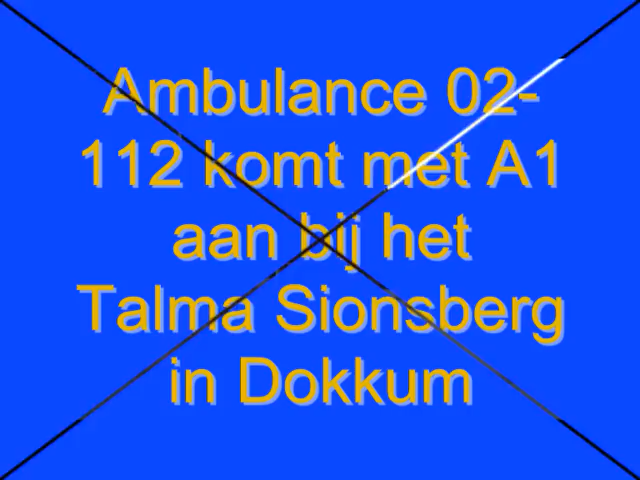 Ambulance 02-
112 komt met A1
aan bij het
Talma Sionsberg
in Dokkum